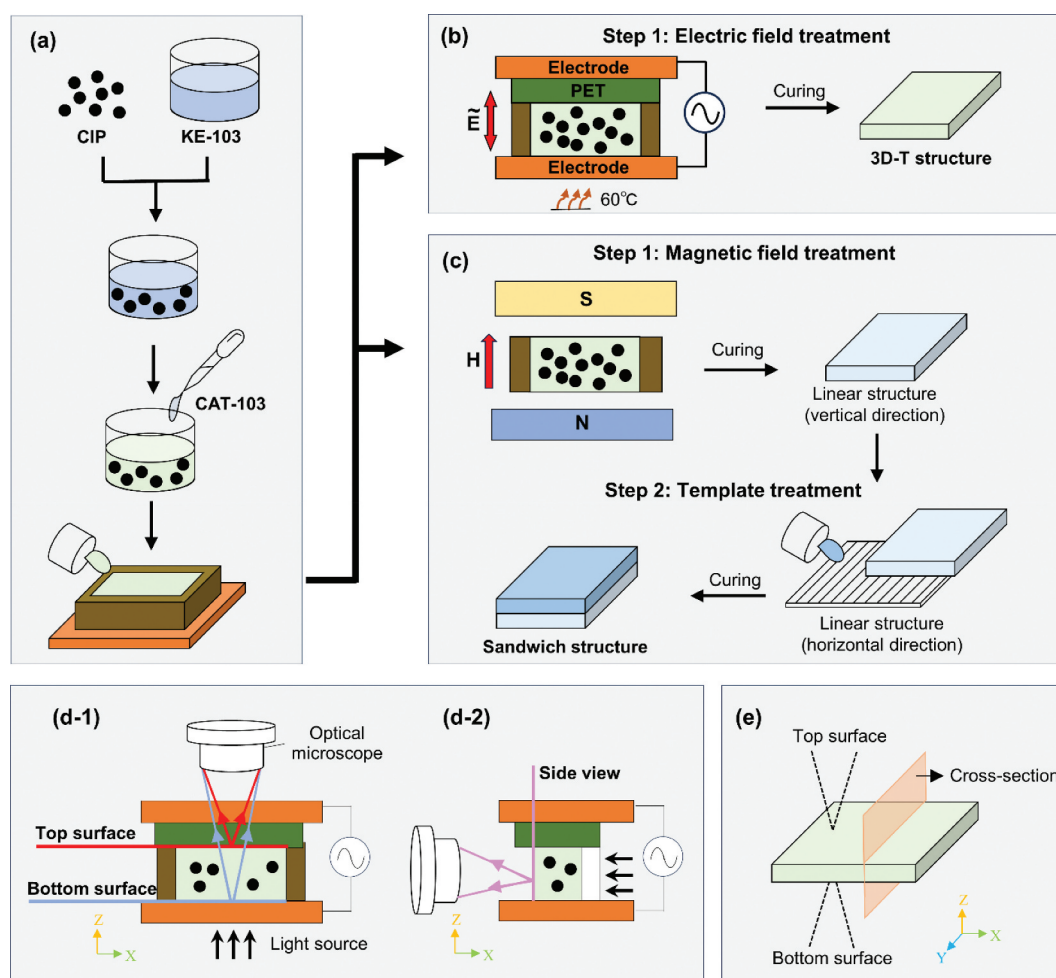 (a)
CIP
KE-103
CAT-103
(b)
Step 1: Electric field treatment
Electrode
PET
Ẽ
Electrode
60℃
Curing
3D-T structure
(c)
Step 1: Magnetic field treatment
S
H
N
Curing
Linear structure
(vertical direction)
Step 2: Template treatment
Curing
Sandwich structure
Linear structure
(horizontal direction)
(d-1)
Optical
microscope
Top surface
Bottom surface
Z
X
Light source
(d-2)
Side view
Z
X
(e)
Top surface
Cross-section
Bottom surface
Z
X
Y